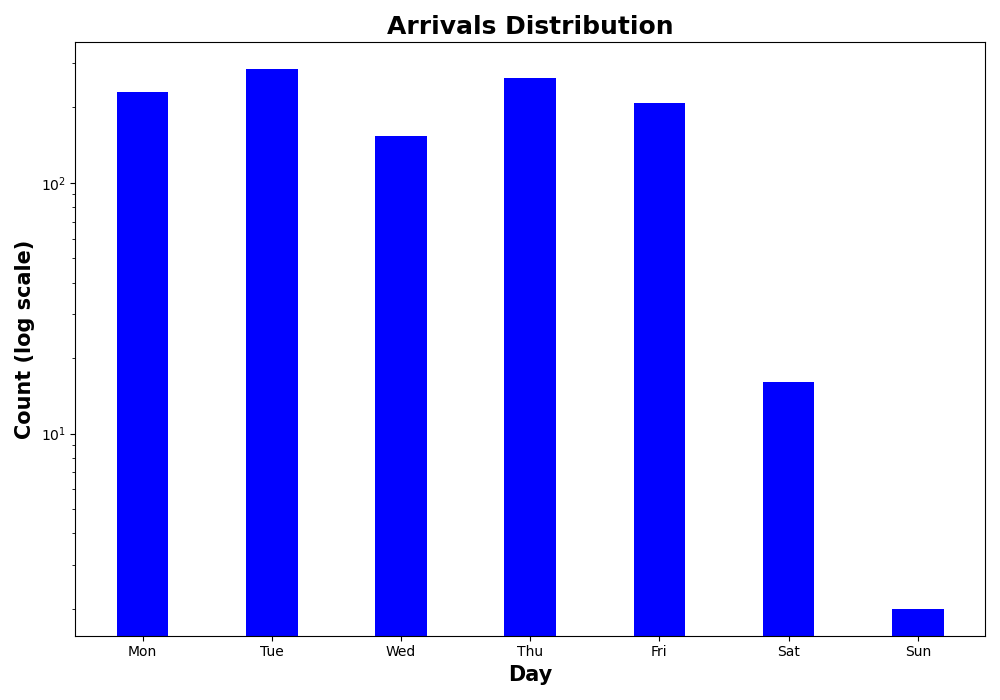 Arrivals Distribution
Count (log scale)
10²
10¹
Mon Tue Wed Thu Fri Sat Sun
Day